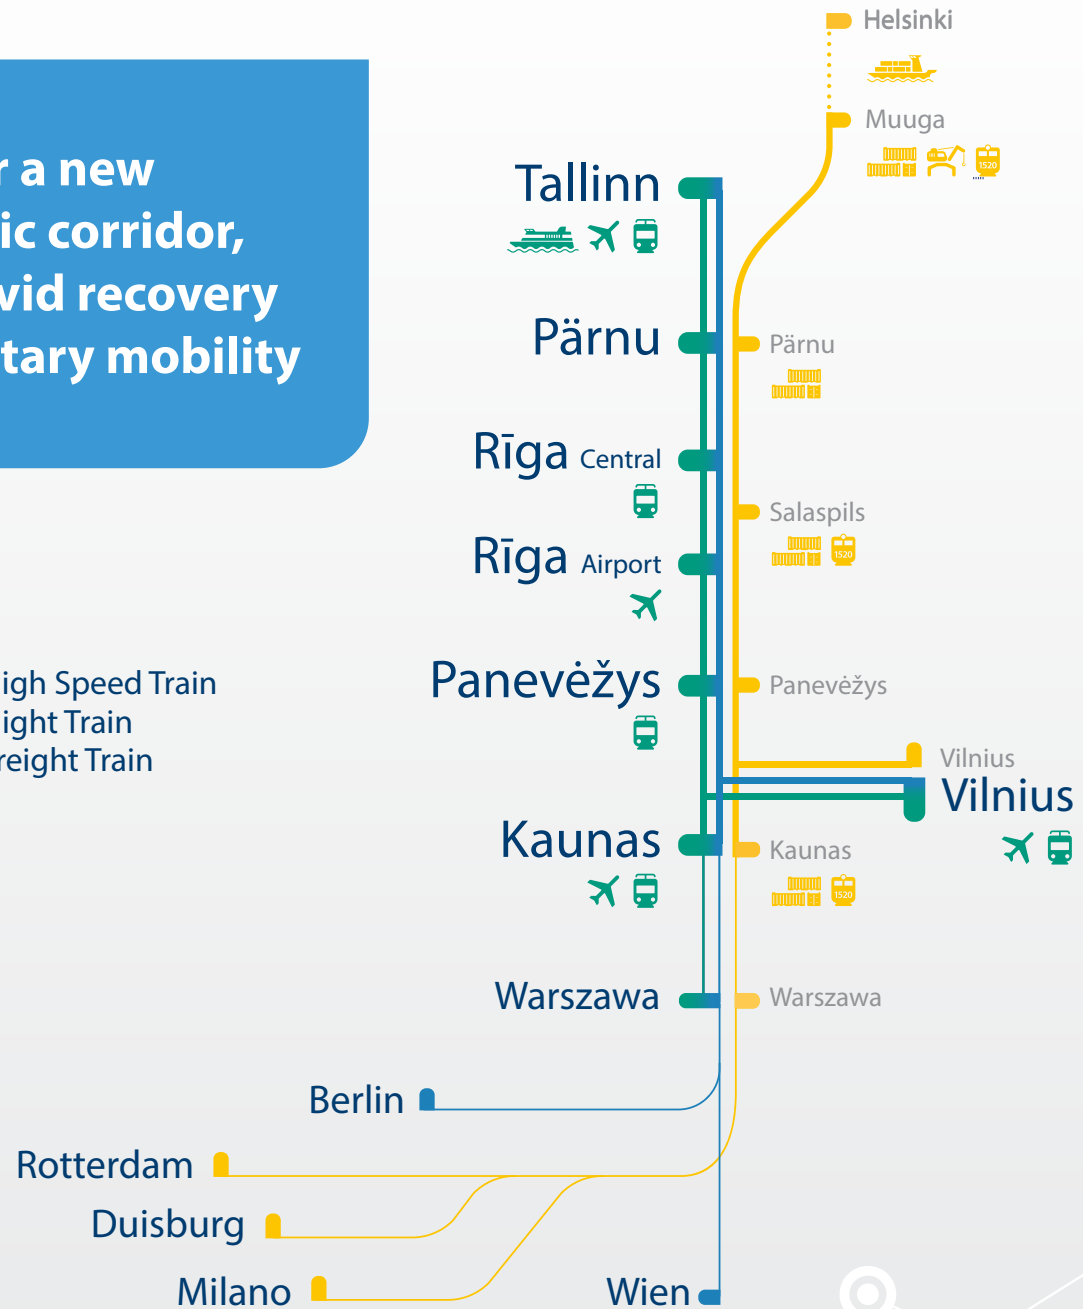 r a new
ic corridor,
vid recovery
tary mobility
igh Speed Train
ight Train
reight Train
Helsinki
Muuga
1520
Tallinn
Pärnu
Pärnu
Rīga Central
Salaspils
1520
Rīga Airport
Panevėžys
Panevėžys
Vilnius
Vilnius
Kaunas
Kaunas
1520
Warszawa
Warszawa
Berlin
Rotterdam
Duisburg
Milano
Wien